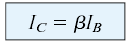 I_C = βI_B